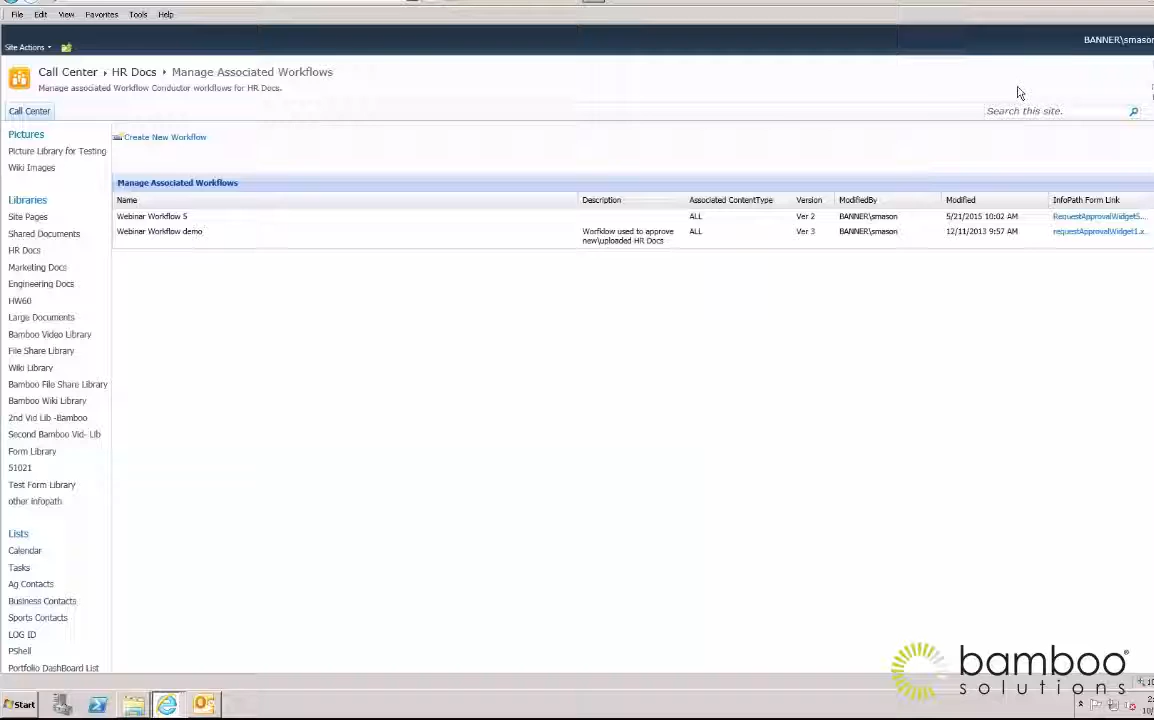 File Edit View Favorites Tools Help
Site Actions
BANNER\smason
Call Center HR Docs Manage Associated Workflows
Manage associated Workflow Conductor workflows for HR Docs.
Call Center
Search this site.
Pictures
Picture Library for Testing
Wiki Images
Libraries
Site Pages
Shared Documents
HR Docs
Marketing Docs
Engineering Docs
HW60
Large Documents
Bamboo Video Library
File Share Library
Wiki Library
Bamboo File Share Library
Bamboo Wiki Library
2nd Vid Lib -Bamboo
Second Bamboo Vid- Lib
Form Library
51021
Test Form Library
other infopath
Lists
Calendar
Tasks
Ag Contacts
Business Contacts
Sports Contacts
LOG ID
PShell
Portfolio DashBoard List
Create New Workflow
Manage Associated Workflows
Name Description Associated ContentType Version ModifiedBy Modified InfoPath Form Link
Webinar Workflow 5 ALL Ver 2 BANNER\smason 5/21/2015 10:02 AM RequestApprovalWidget5....
Webinar Workflow demo Worfklow used to approve ALL Ver 3 BANNER\smason 12/11/2013 9:57 AM requestApprovalWidget1.x...
new\uploaded HR Docs
bamboo®
solutions
Start